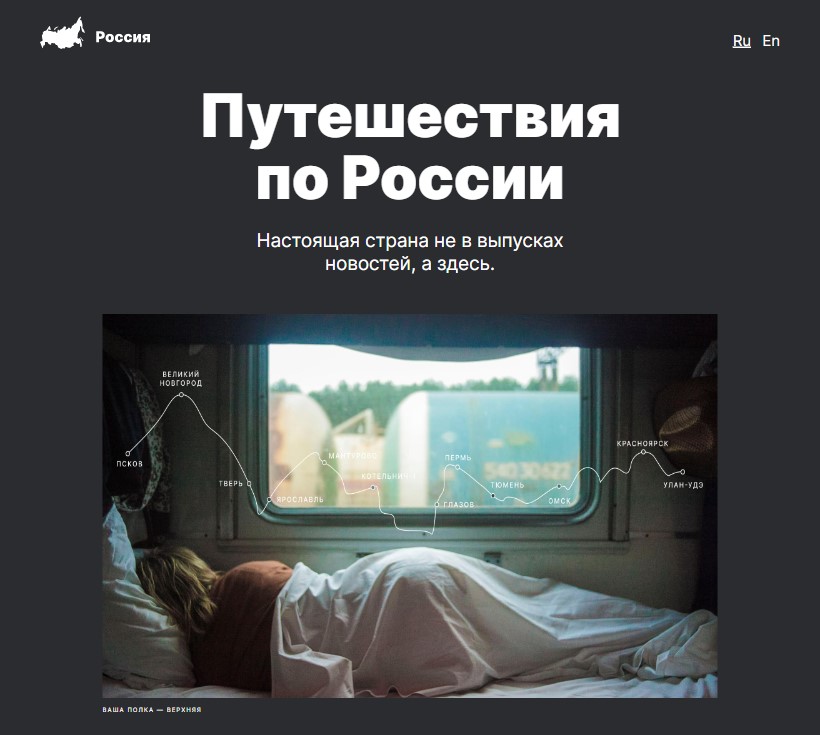 Россия
Ru En
Путешествия
по России
Настоящая страна не в выпусках
новостей, а здесь.
ВЕЛИКИЙ
НОВГОРОД
ПСКОВ
ТВЕРЬ
ЯРОСЛАВЛЬ
МАНТУРОВО
КОТЕЛЬНИЧ
ПЕРМЬ
ГЛАЗОВ
ТЮМЕНЬ
ОМСК
КРАСНОЯРСК
УЛАН-УДЭ
ВАША ПОЛКА — ВЕРХНЯЯ